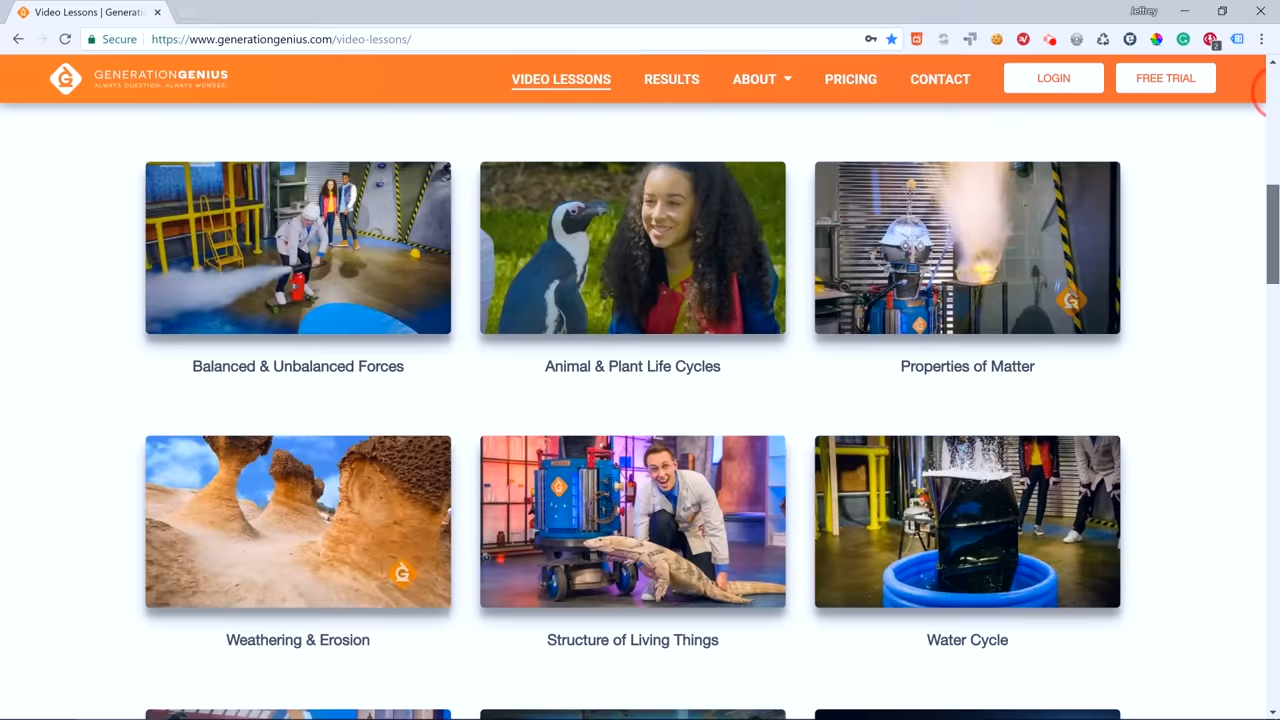 Video Lessons | Generati
Jeffrey
Secure
https://www.generationgenius.com/video-lessons/
2
GENERATIONGENIUS
ALWAYS QUESTION. ALWAYS WONDER.
VIDEO LESSONS
RESULTS
ABOUT
PRICING
CONTACT
LOGIN
FREE TRIAL
Balanced & Unbalanced Forces
Animal & Plant Life Cycles
Properties of Matter
Weathering & Erosion
Structure of Living Things
Water Cycle